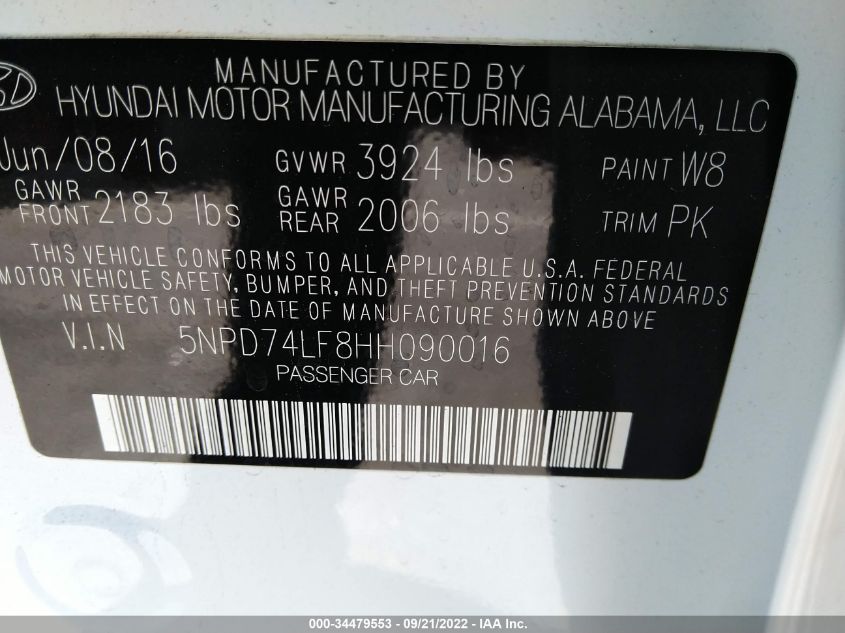 MANUFACTURED BY
HYUNDAI MOTOR MANUFACTURING ALABAMA, LLC
Jun/08/16 GVWR 3924 lbs PAINT W8
GAWR FRONT 2183 lbs GAWR REAR 2006 lbs TRIM PK
THIS VEHICLE CONFORMS TO ALL APPLICABLE U.S.A. FEDERAL
MOTOR VEHICLE SAFETY, BUMPER, AND THEFT PREVENTION STANDARDS
IN EFFECT ON THE DATE OF MANUFACTURE SHOWN ABOVE
V.I.N 5NPD74LF8HH090016
PASSENGER CAR
000-34479553 - 09/21/2022 - IAA Inc.